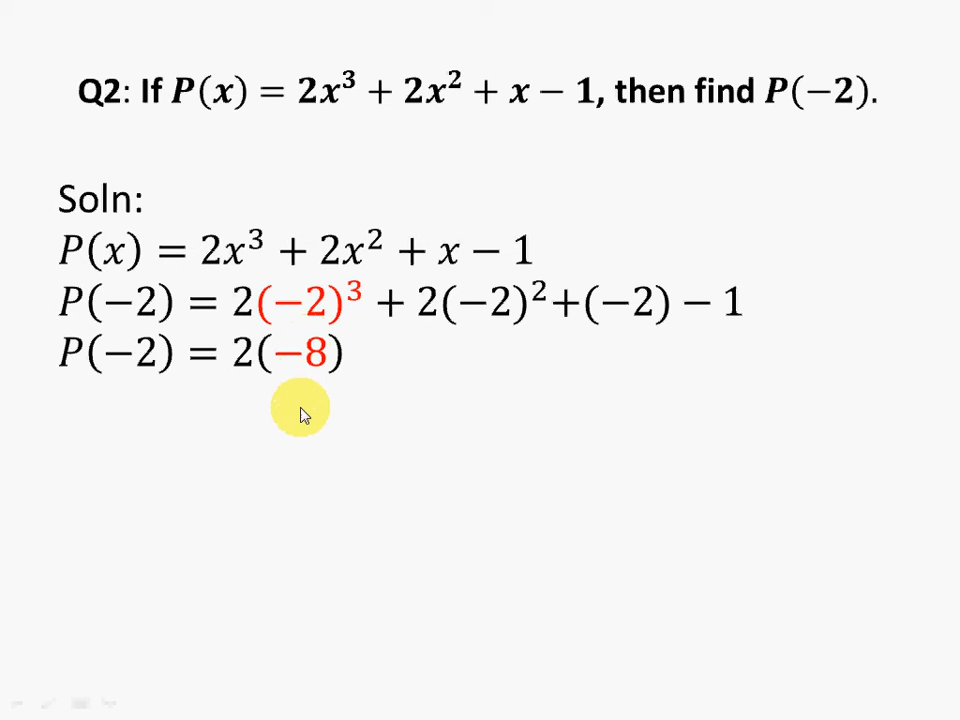 Q2: If P(x) = 2x³ + 2x² + x − 1, then find P(−2).
Soln:
P(x) = 2x³ + 2x² + x − 1
P(−2) = 2(−2)³ + 2(−2)²+(−2) − 1
P(−2) = 2(−8)